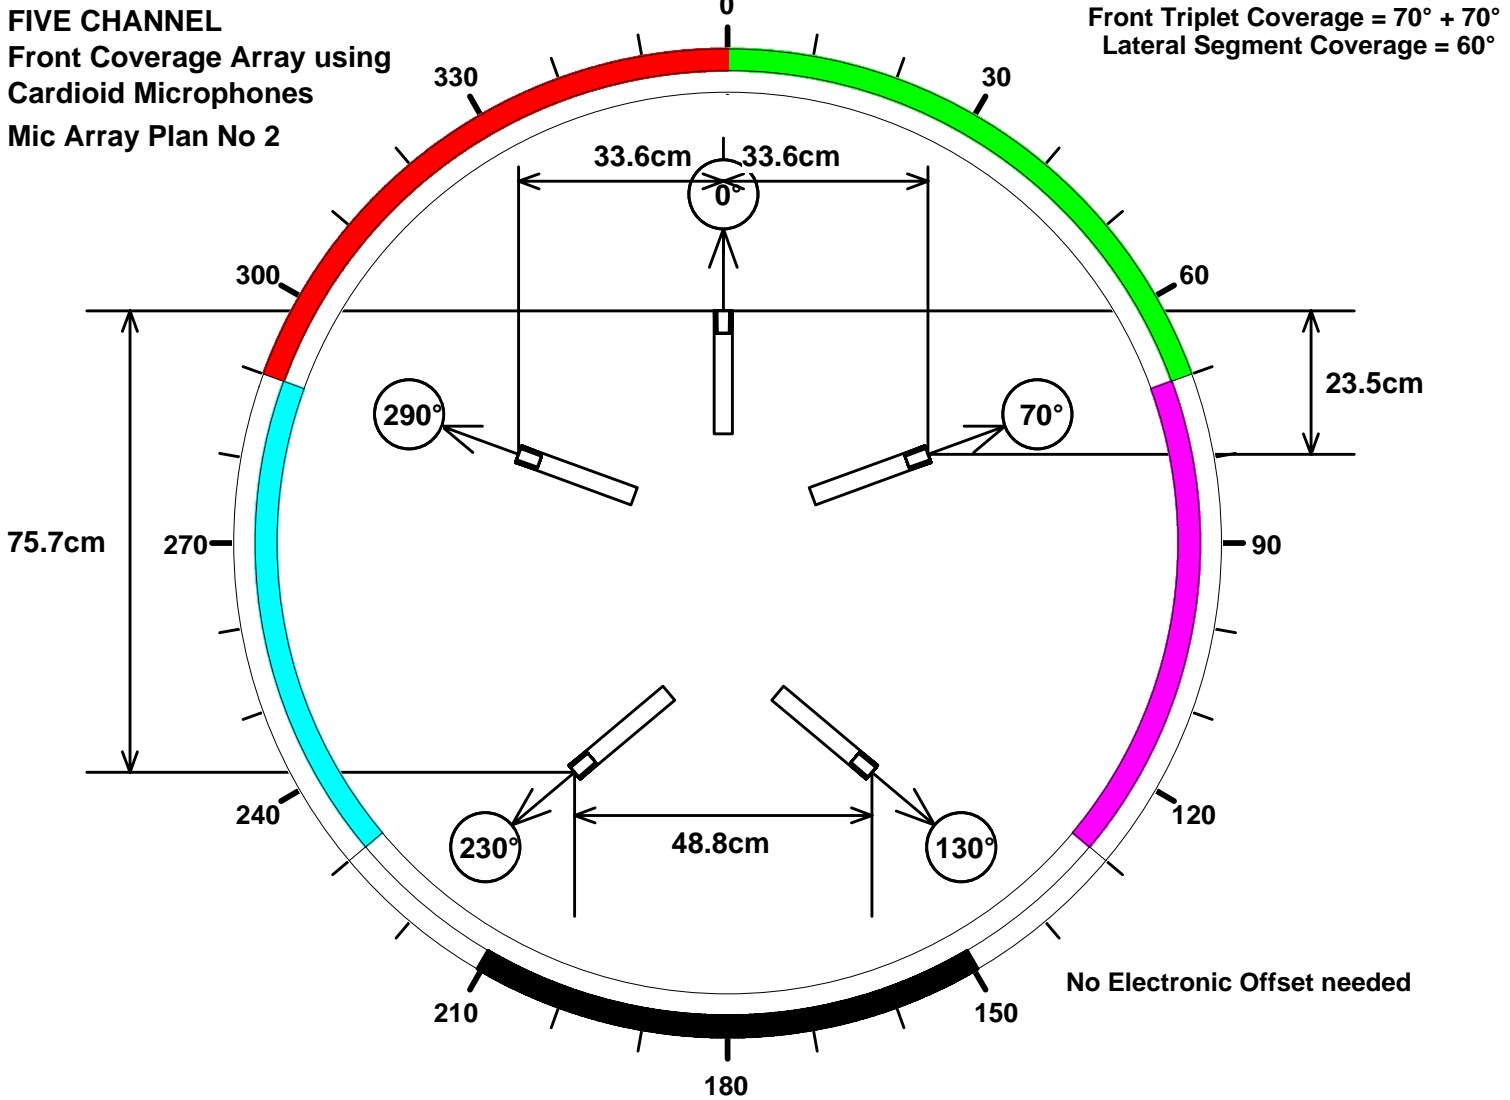 FIVE CHANNEL
Front Coverage Array using
Cardioid Microphones
Mic Array Plan No 2
Front Triplet Coverage = 70° + 70°
Lateral Segment Coverage = 60°
0
330
30
33.6cm
33.6cm
0°
300
60
290°
70°
23.5cm
75.7cm
270
90
240
120
230°
48.8cm
130°
No Electronic Offset needed
210
150
180